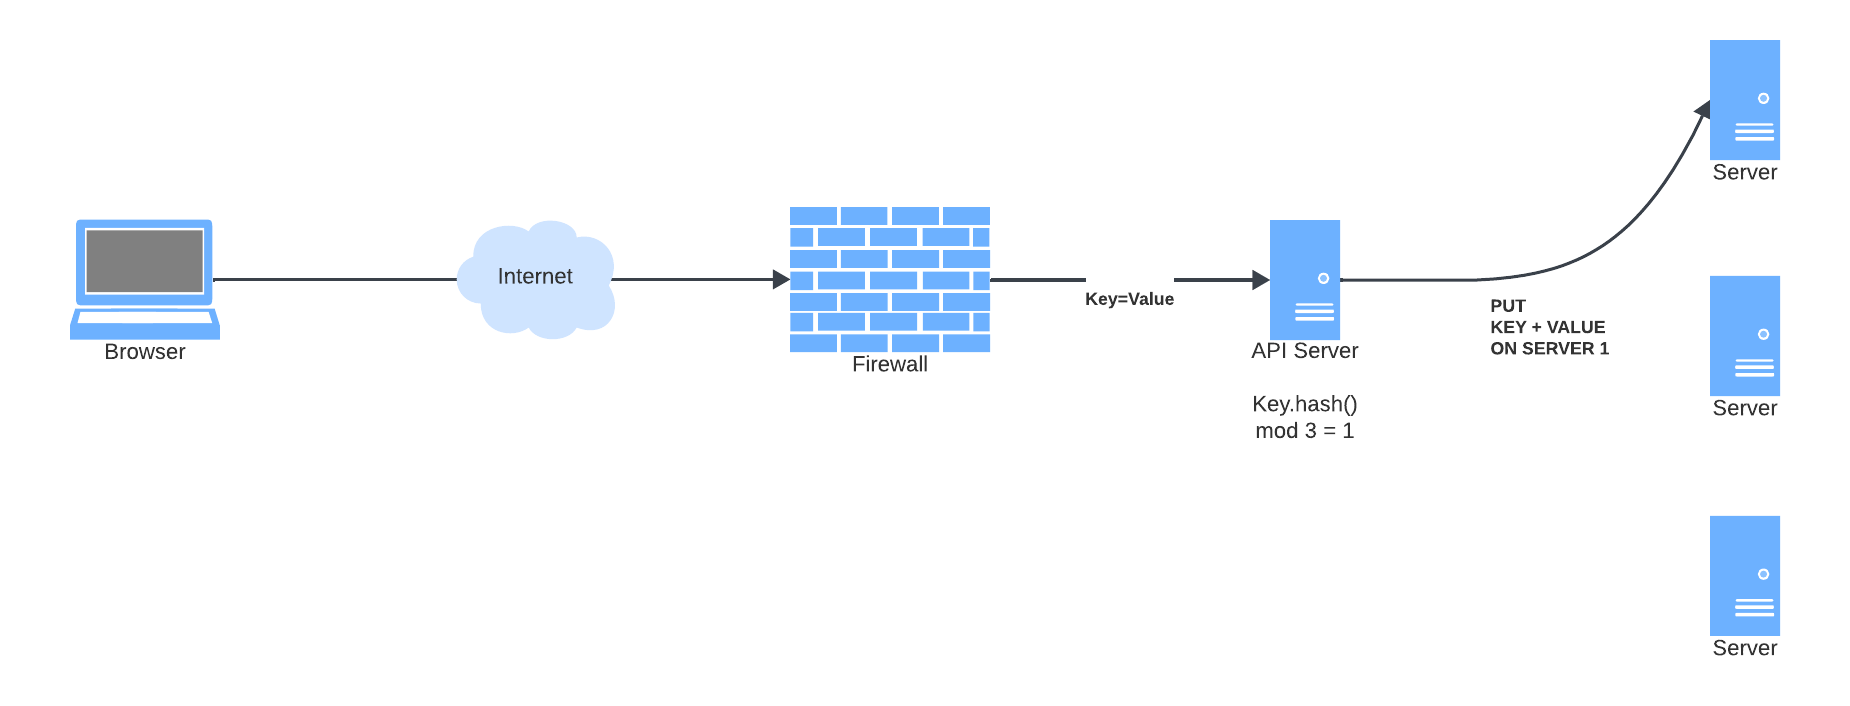 Server
Internet
Key=Value
Browser
Firewall
API Server
Key.hash()
mod 3 = 1
PUT
KEY + VALUE
ON SERVER 1
Server
Server